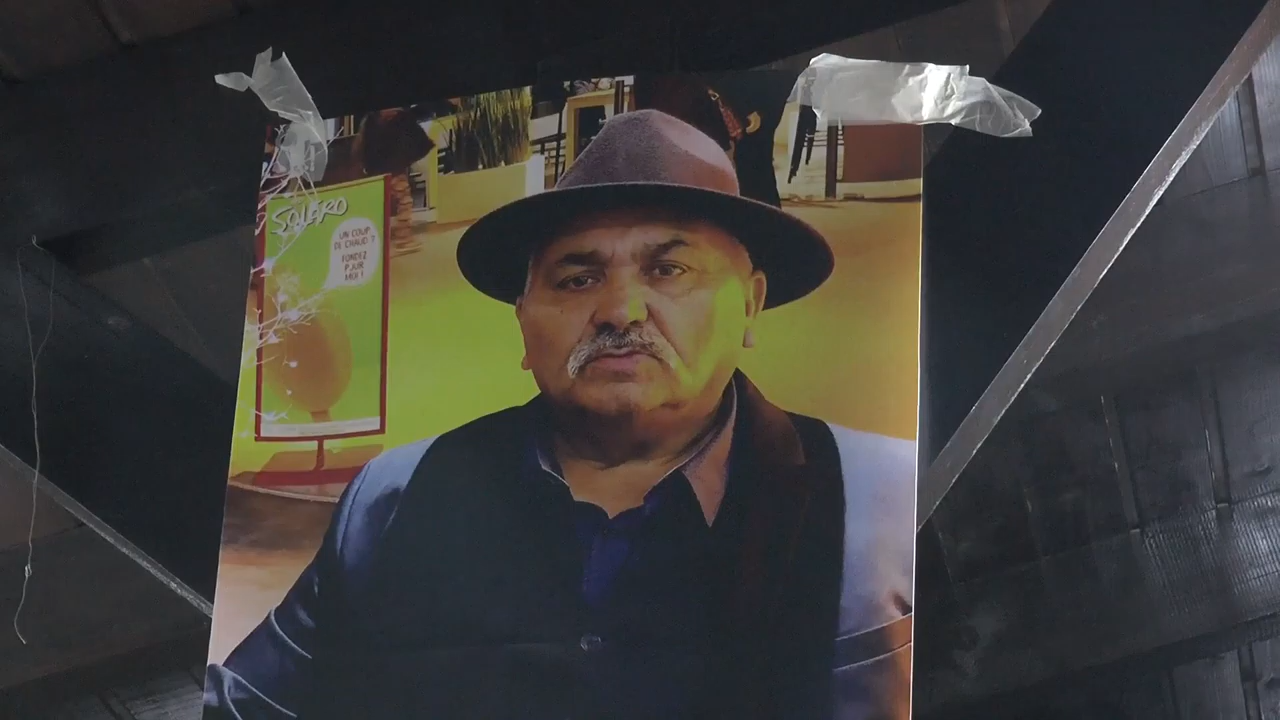 SOLERO
UN COUP
DE CHAUD ?
FONDEZ
POUR
MOI !